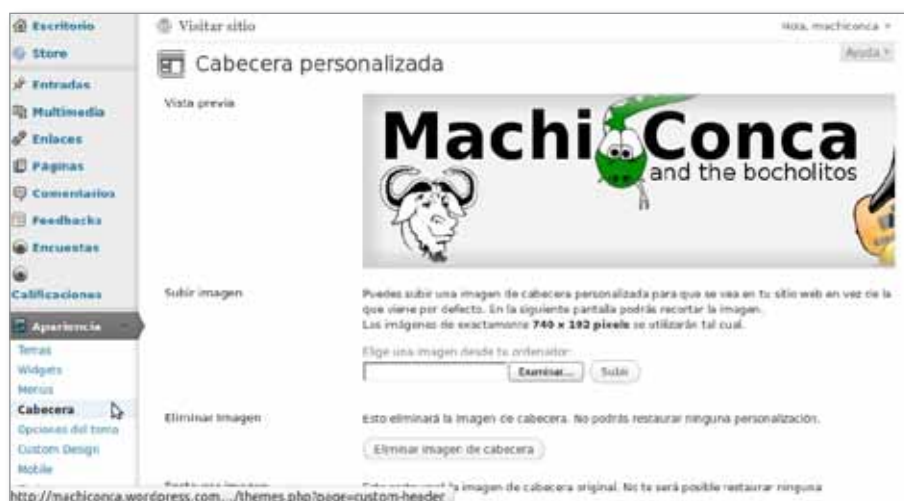 Escritorio
Store
Entradas
Multimedia
Enlaces
Páginas
Comentarios
Feedbacks
Encuestas
Calificaciones
Apariencia
Temas
Widgets
Menús
Cabecera
Opciones del tema
Custom Design
Mobile
http://machiconca.wordpress.com.../themes.php?page=custom-header
Visitar sitio
Hola, machiconca
Ayuda
Cabecera personalizada
Vista previa
Machi Conca
and the bocholitos
Subir imagen
Puedes subir una imagen de cabecera personalizada para que se vea en tu sitio web en vez de la
que viene por defecto. En la siguiente pantalla podrás recortar la imagen.
Las imágenes de exactamente 740 x 192 pixels se utilizarán tal cual.
Elige una imagen desde tu ordenador:
Examinar... Subir
Eliminar Imagen
Esto eliminará la imagen de cabecera. No podrás restaurar ninguna personalización.
Eliminar imagen de cabecera
la imagen de cabecera original. No te será posible restaurar ninguna